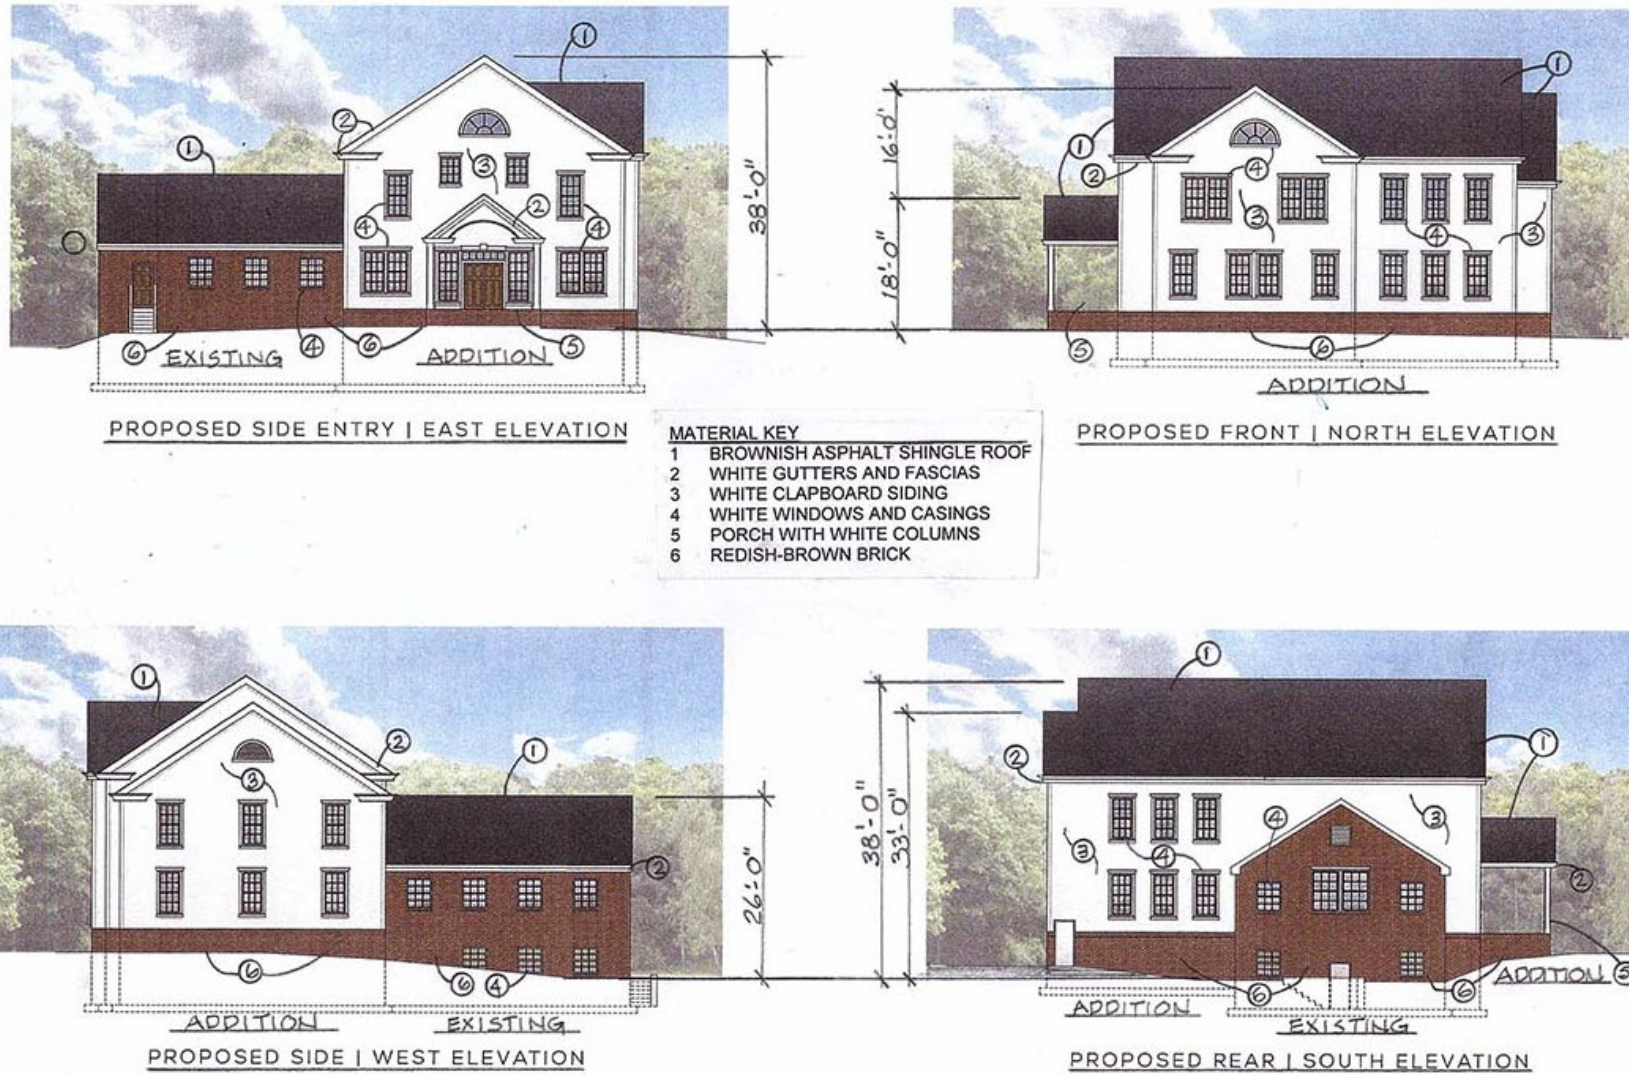 1
2
1
3
2
4
4
38'-0"
6
EXISTING
4
6
ADDITION
5
PROPOSED SIDE ENTRY | EAST ELEVATION
1
16'-0"
1
2
4
3
4
3
18'-0"
5
6
ADDITION
PROPOSED FRONT | NORTH ELEVATION
MATERIAL KEY
1 BROWNISH ASPHALT SHINGLE ROOF
2 WHITE GUTTERS AND FASCIAS
3 WHITE CLAPBOARD SIDING
4 WHITE WINDOWS AND CASINGS
5 PORCH WITH WHITE COLUMNS
6 REDISH-BROWN BRICK
1
2
1
3
2
26'-0"
6
6
4
ADDITION
EXISTING
PROPOSED SIDE | WEST ELEVATION
1
1
2
38'-0"
33'-0"
4
3
3
4
2
6
6
ADDITION
5
ADDITION
EXISTING
PROPOSED REAR | SOUTH ELEVATION